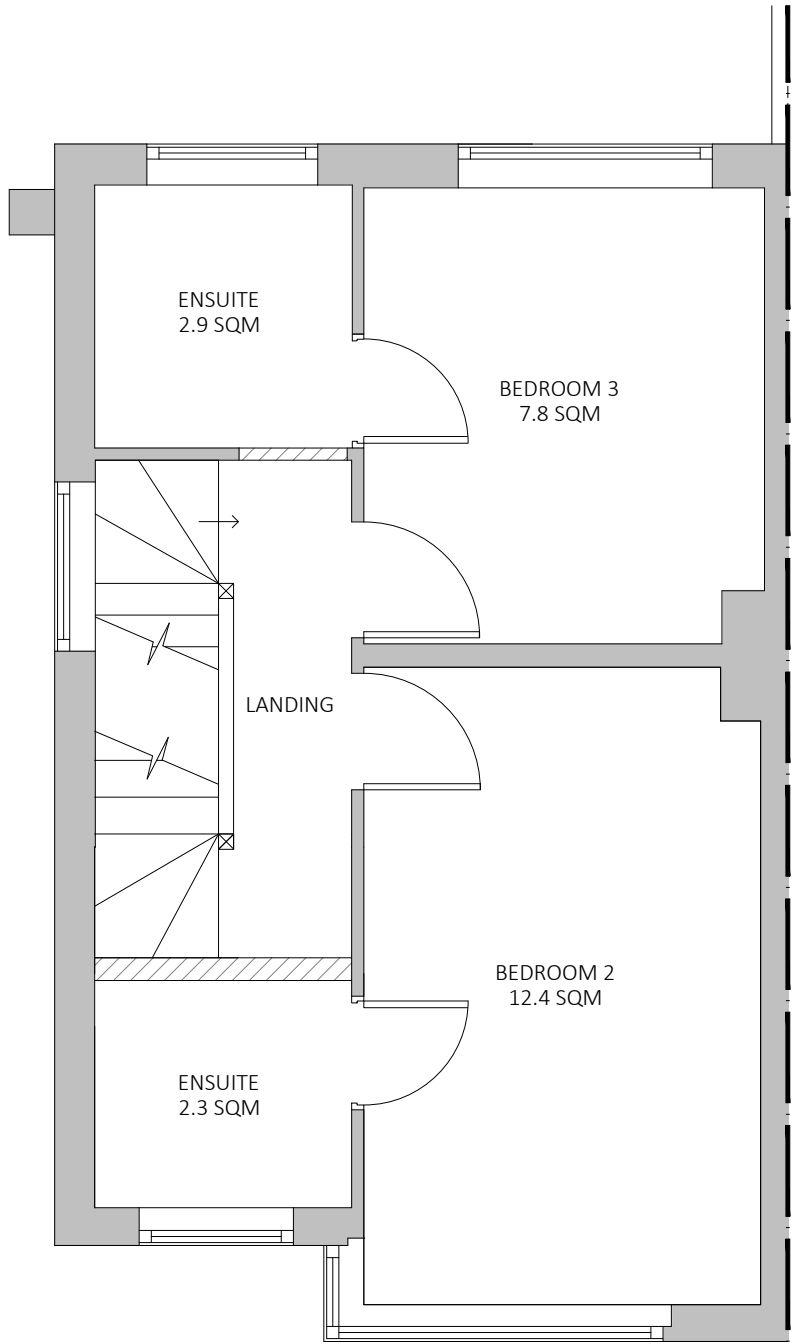 ENSUITE
2.9 SQM
BEDROOM 3
7.8 SQM
LANDING
BEDROOM 2
12.4 SQM
ENSUITE
2.3 SQM